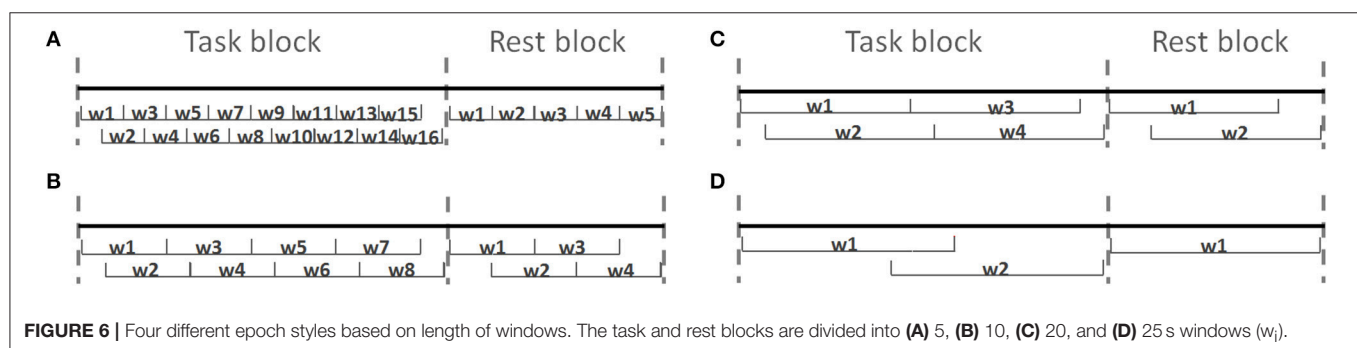 A
Task block Rest block
w1 w3 w5 w7 w9 w11 w13 w15 w1 w2 w3 w4 w5
w2 w4 w6 w8 w10 w12 w14 w16
B
w1 w3 w5 w7 w1 w3
w2 w4 w6 w8 w2 w4
C
Task block Rest block
w1 w3 w1
w2 w4 w2
D
w1 w1
w2
FIGURE 6 | Four different epoch styles based on length of windows. The task and rest blocks are divided into (A) 5, (B) 10, (C) 20, and (D) 25 s windows (wi).